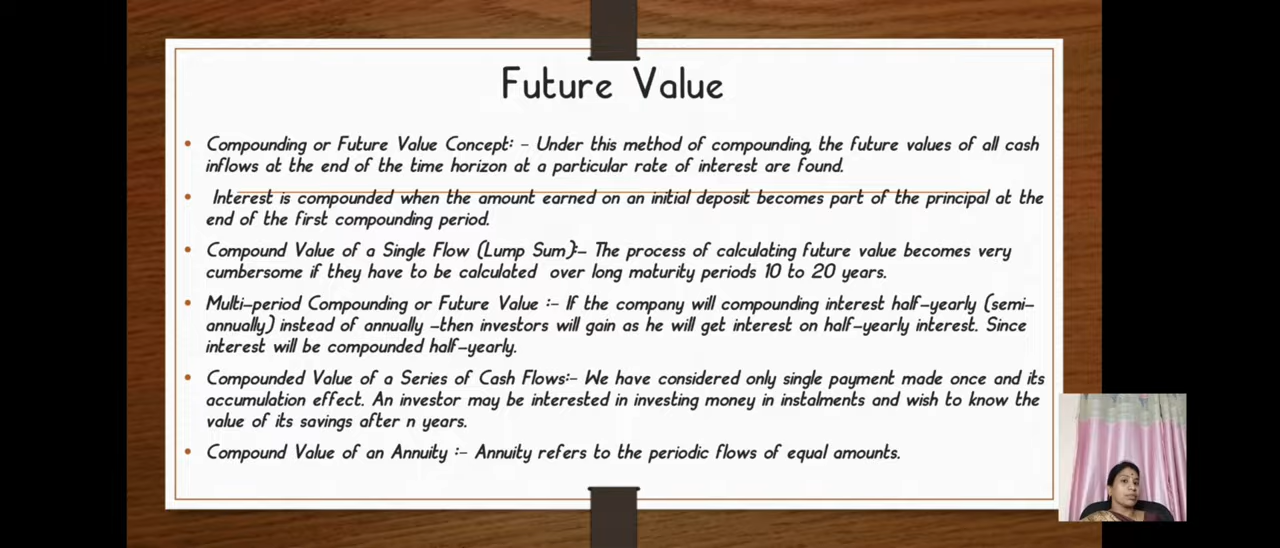 Future Value
• Compounding or Future Value Concept: - Under this method of compounding, the future values of all cash
inflows at the end of the time horizon at a particular rate of interest are found.
• Interest is compounded when the amount earned on an initial deposit becomes part of the principal at the
end of the first compounding period.
• Compound Value of a Single Flow (Lump Sum):– The process of calculating future value becomes very
cumbersome if they have to be calculated over long maturity periods 10 to 20 years.
• Multi–period Compounding or Future Value :– If the company will compounding interest half–yearly (semi–
annually) instead of annually –then investors will gain as he will get interest on half–yearly interest. Since
interest will be compounded half–yearly.
• Compounded Value of a Series of Cash Flows:– We have considered only single payment made once and its
accumulation effect. An investor may be interested in investing money in instalments and wish to know the
value of its savings after n years.
• Compound Value of an Annuity :– Annuity refers to the periodic flows of equal amounts.